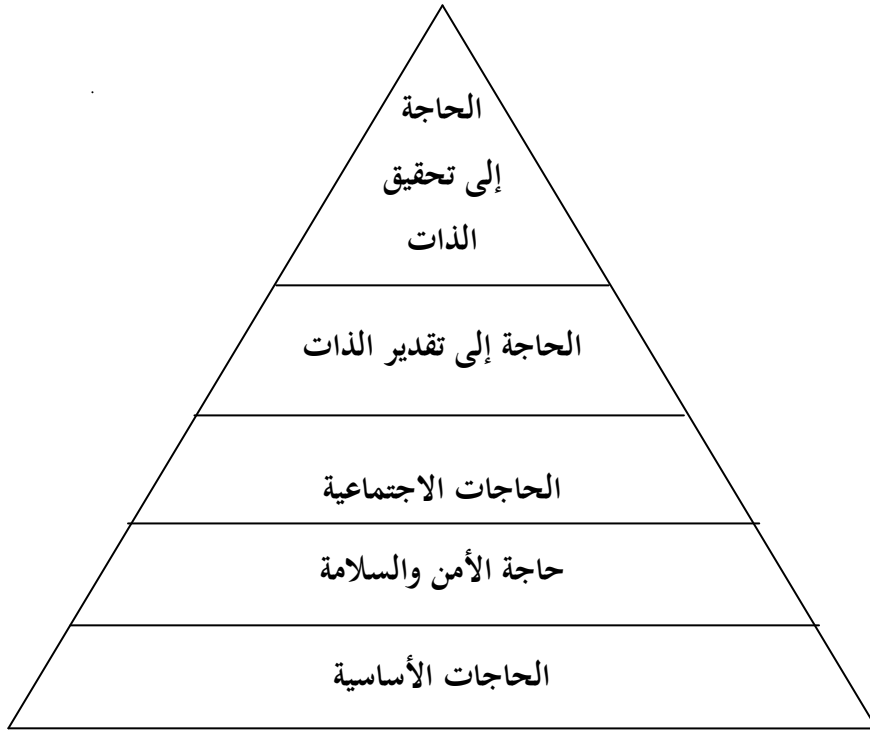 الحاجة
إلى تحقيق
الذات
الحاجة إلى تقدير الذات
الحاجات الاجتماعية
حاجة الأمن والسلامة
الحاجات الأساسية